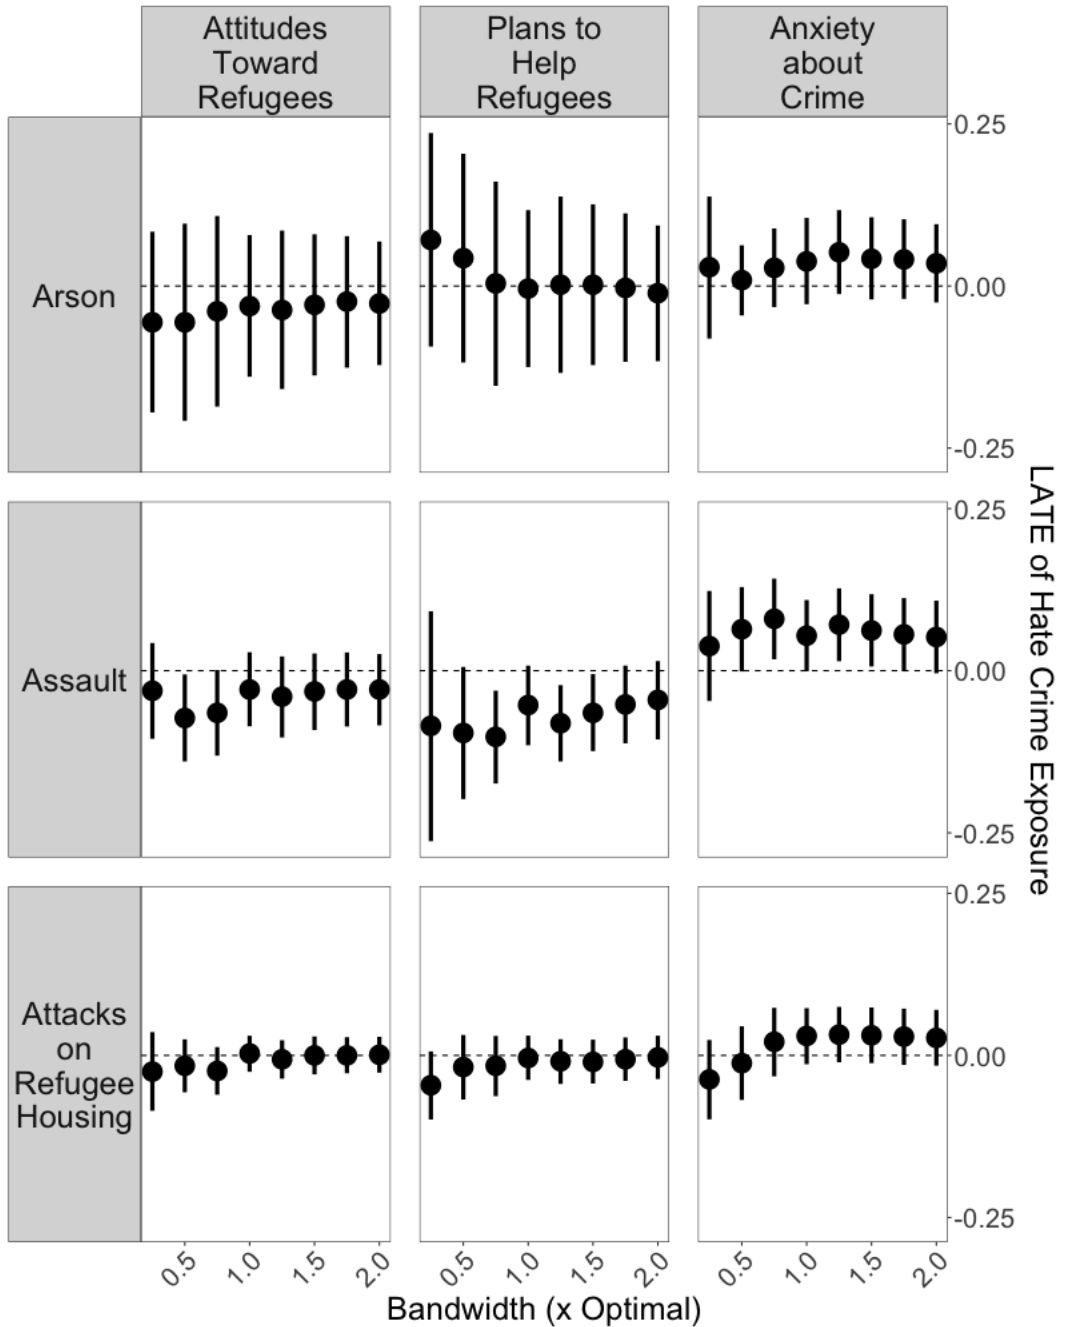 Attitudes
Toward
Refugees
Plans to
Help
Refugees
Anxiety
about
Crime
Arson
0.25
0.00
-0.25
Assault
0.25
0.00
-0.25
LATE of Hate Crime Exposure
Attacks
on
Refugee
Housing
0.25
0.00
-0.25
0.5
1.0
1.5
2.0
0.5
1.0
1.5
2.0
0.5
1.0
1.5
2.0
Bandwidth (x Optimal)